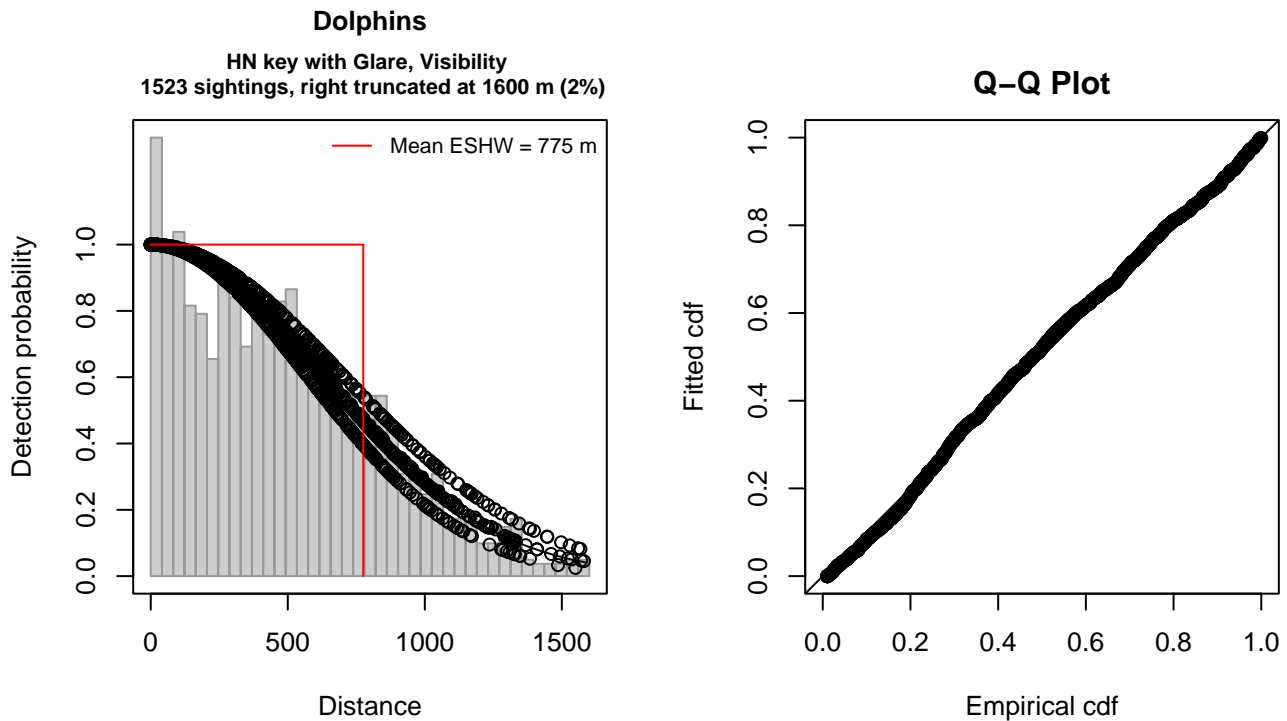 Dolphins
HN key with Glare, Visibility
1523 sightings, right truncated at 1600 m (2%)
Mean ESHW = 775 m
Detection probability
1.0
0.8
0.6
0.4
0.2
0.0
0 500 1000 1500
Distance
Q−Q Plot
Fitted cdf
1.0
0.8
0.6
0.4
0.2
0.0
0.0 0.2 0.4 0.6 0.8 1.0
Empirical cdf